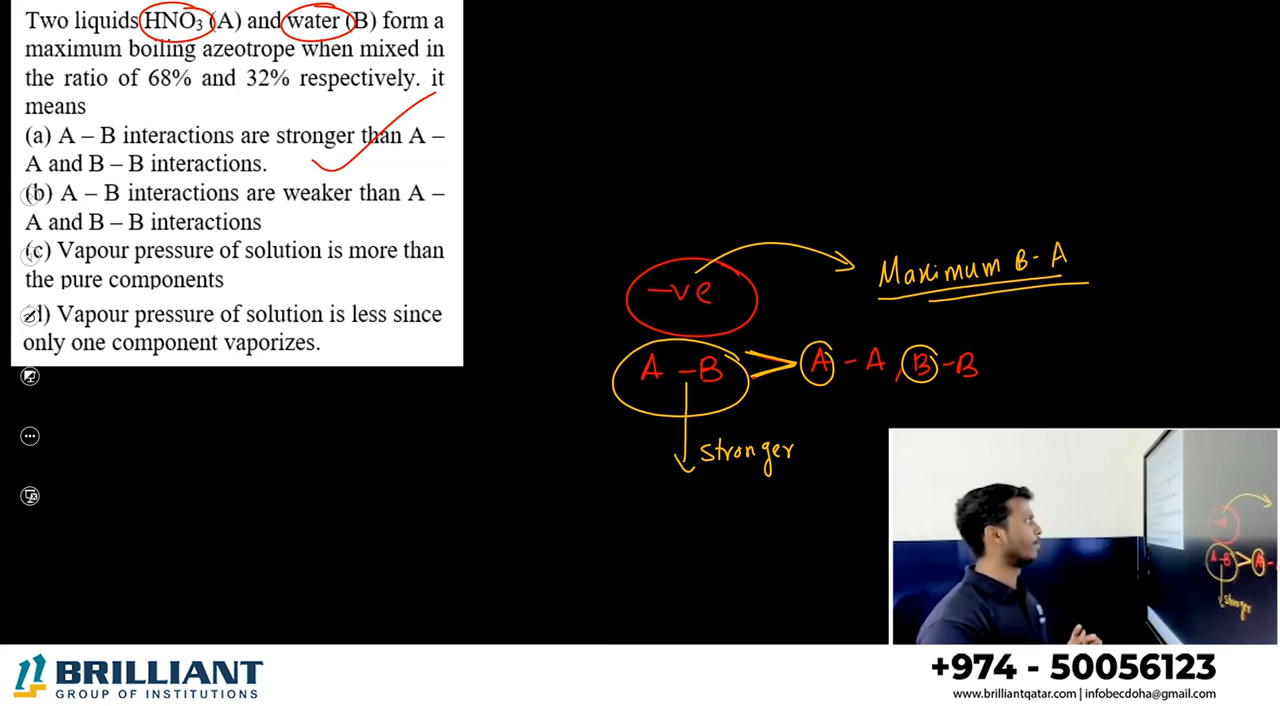 Two liquids HNO₃ (A) and water (B) form a
maximum boiling azeotrope when mixed in
the ratio of 68% and 32% respectively. it
means
(a) A – B interactions are stronger than A –
A and B – B interactions.
(b) A – B interactions are weaker than A –
A and B – B interactions
(c) Vapour pressure of solution is more than
the pure components
(d) Vapour pressure of solution is less since
only one component vaporizes.
-ve
Maximum B-A
A - B > A - A, B - B
stronger
-ve
A-B > A -
stronger
BRILLIANT
GROUP OF INSTITUTIONS
+974 - 50056123
www.brilliantqatar.com | infobecdoha@gmail.com